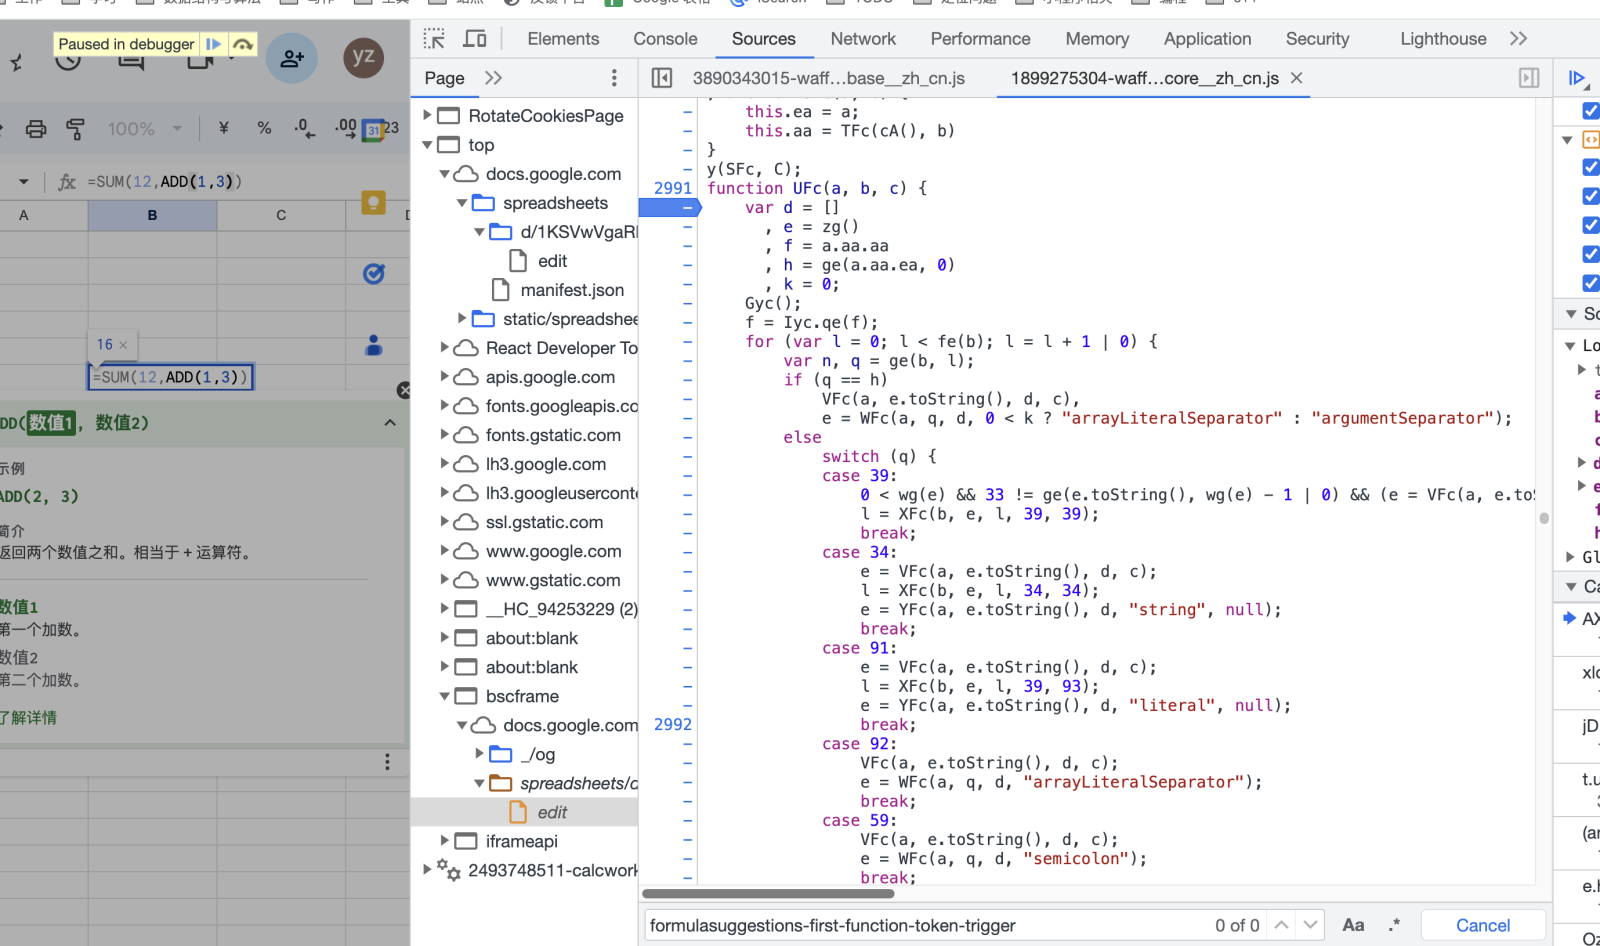 Paused in debugger
yz
100%
¥
%
.0
.00
31
23
fx
=SUM(12,ADD(1,3))
A
B
C
16 ×
=SUM(12,ADD(1,3))
DD(数值1, 数值2)
示例
ADD(2, 3)
简介
返回两个数值之和。相当于 + 运算符。
数值1
第一个加数。
数值2
第二个加数。
了解详情
Elements
Console
Sources
Network
Performance
Memory
Application
Security
Lighthouse
Page
RotateCookiesPage
top
docs.google.com
spreadsheets
d/1KSVwVgaRl
edit
manifest.json
static/spreadshee
React Developer To
apis.google.com
fonts.googleapis.co
fonts.gstatic.com
lh3.google.com
lh3.googleuserconte
ssl.gstatic.com
www.google.com
www.gstatic.com
__HC_94253229 (2)
about:blank
about:blank
bscframe
docs.google.com
_/og
spreadsheets/c
edit
iframeapi
2493748511-calcwork
3890343015-waff…base__zh_cn.js
1899275304-waff…core__zh_cn.js ×
this.ea = a;
this.aa = TFc(cA(), b)
}
y(SFc, C);
2991 function UFc(a, b, c) {
var d = []
, e = zg()
, f = a.aa.aa
, h = ge(a.aa.ea, 0)
, k = 0;
Gyc();
f = Iyc.qe(f);
for (var l = 0; l < fe(b); l = l + 1 | 0) {
var n, q = ge(b, l);
if (q == h)
VFc(a, e.toString(), d, c),
e = WFc(a, q, d, 0 < k ? "arrayLiteralSeparator" : "argumentSeparator");
else
switch (q) {
case 39:
0 < wg(e) && 33 != ge(e.toString(), wg(e) - 1 | 0) && (e = VFc(a, e.to
l = XFc(b, e, l, 39, 39);
break;
case 34:
e = VFc(a, e.toString(), d, c);
l = XFc(b, e, l, 34, 34);
e = YFc(a, e.toString(), d, "string", null);
break;
case 91:
e = VFc(a, e.toString(), d, c);
l = XFc(b, e, l, 39, 93);
e = YFc(a, e.toString(), d, "literal", null);
2992 break;
case 92:
VFc(a, e.toString(), d, c);
e = WFc(a, q, d, "arrayLiteralSeparator");
break;
case 59:
VFc(a, e.toString(), d, c);
e = WFc(a, q, d, "semicolon");
break;
formulasuggestions-first-function-token-trigger
0 of 0
Aa
.*
Cancel
Sc
Lo
t
a
b
c
d
e
f
h
Gl
Ca
AX
xlc
jD
t.u
(ar
e.h
Oz